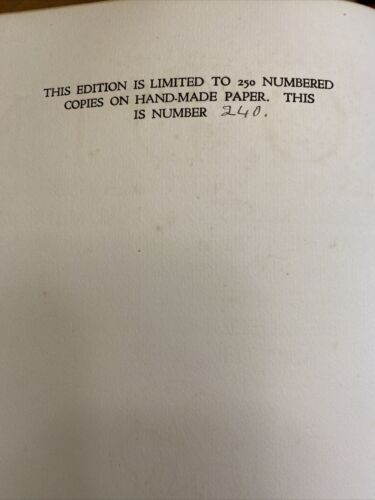 THIS EDITION IS LIMITED TO 250 NUMBERED
COPIES ON HAND-MADE PAPER. THIS
IS NUMBER 240.